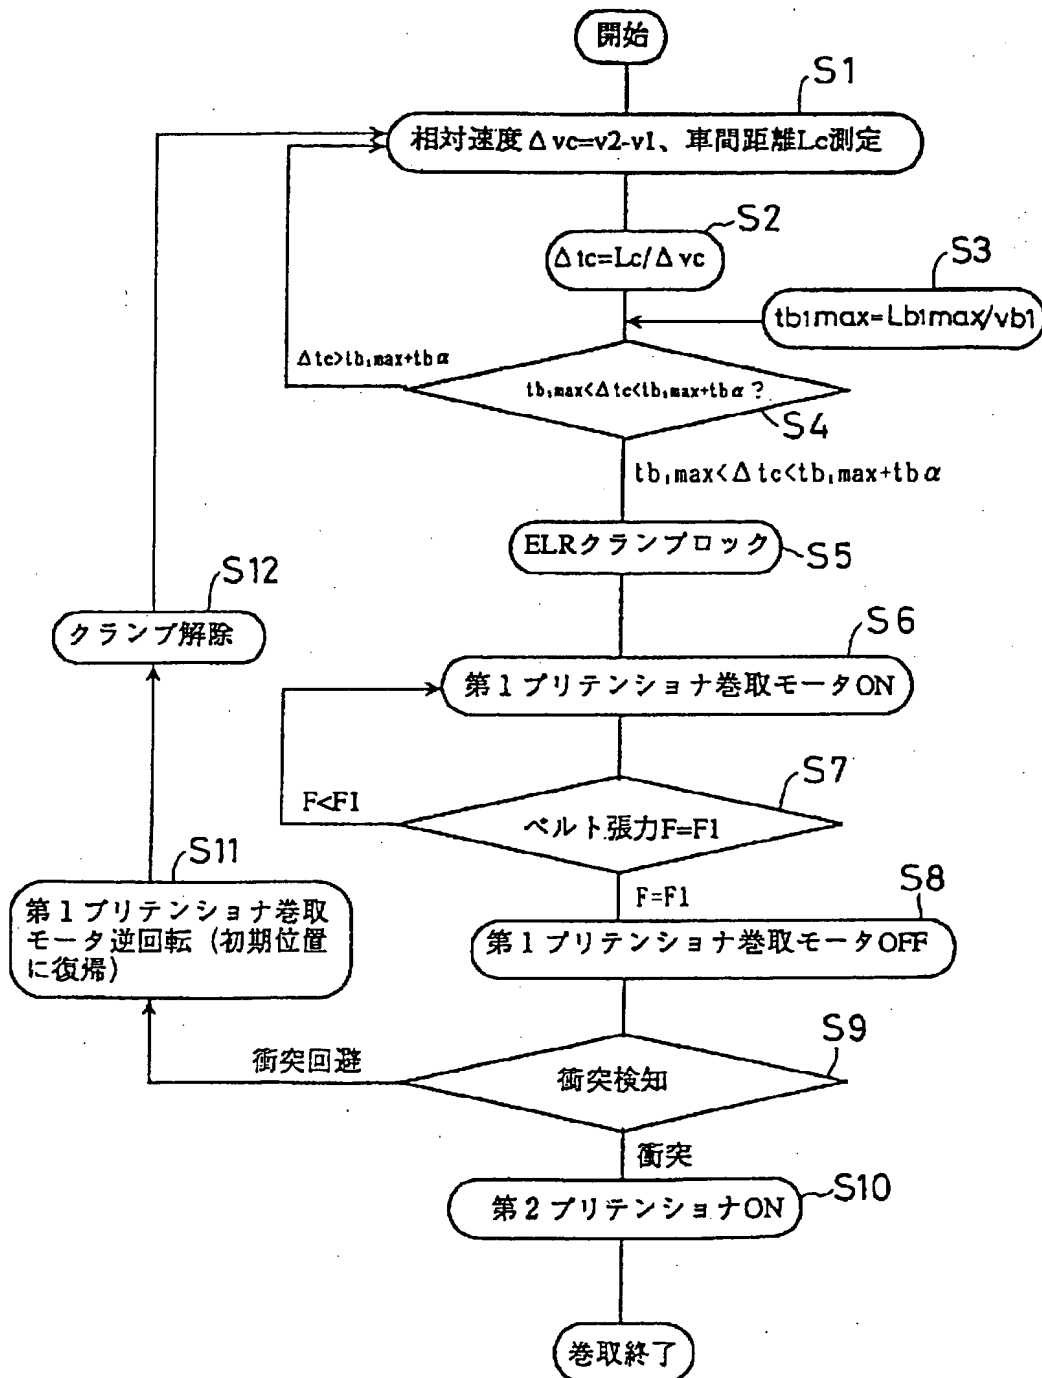 開始
S1
相対速度Δvc=v2-v1、車間距離Lc測定
S2
Δtc=Lc/Δvc
S3
tb1max=Lb1max/vb1
Δtc>tb1max+tbα
tb1max<Δtc<tb1max+tbα?
S4
tb1max<Δtc<tb1max+tbα
ELRクランプロック
S5
S12
クランプ解除
S6
第1プリテンショナ巻取モータON
S7
F<F1
ベルト張力F=F1
S11
第1プリテンショナ巻取
モータ逆回転(初期位置
に復帰)
F=F1
S8
第1プリテンショナ巻取モータOFF
S9
衝突回避
衝突検知
衝突
第2プリテンショナON
S10
巻取終了